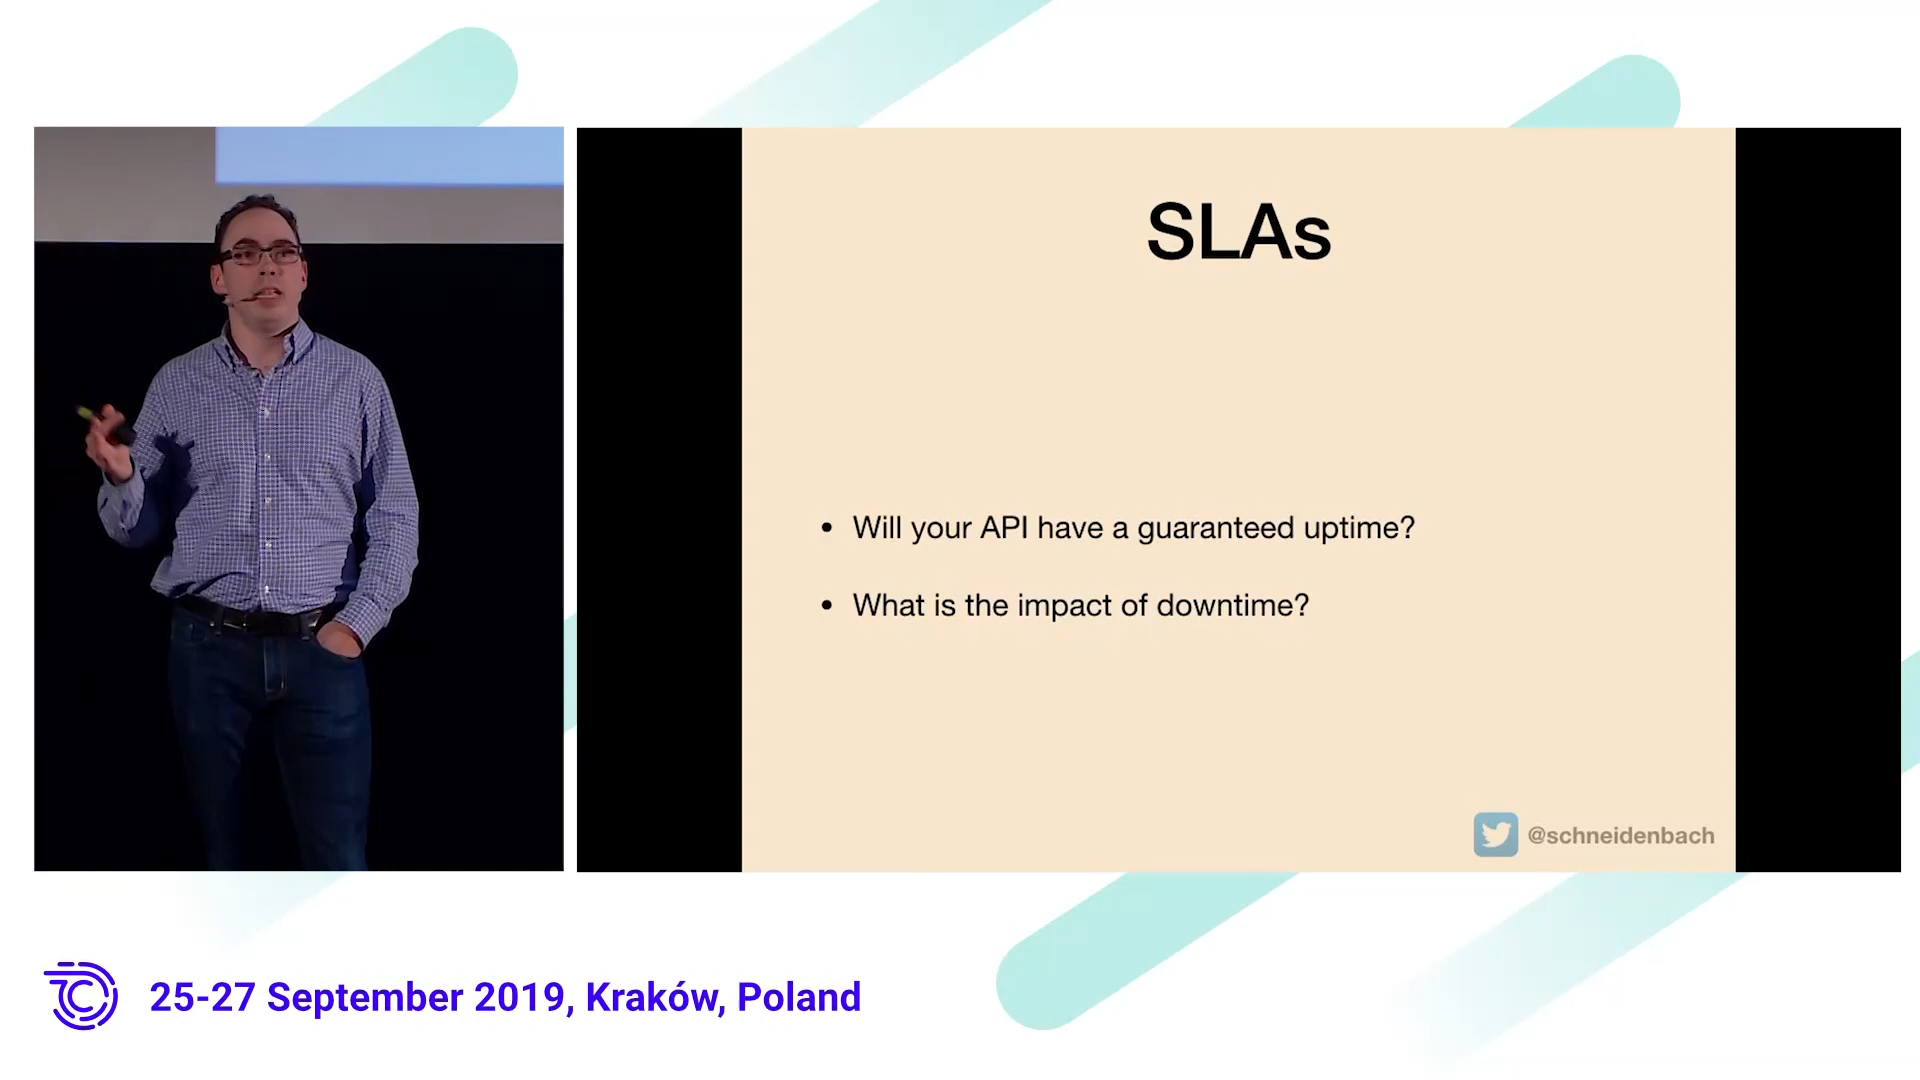 SLAs
• Will your API have a guaranteed uptime?
• What is the impact of downtime?
@schneidenbach
25-27 September 2019, Kraków, Poland